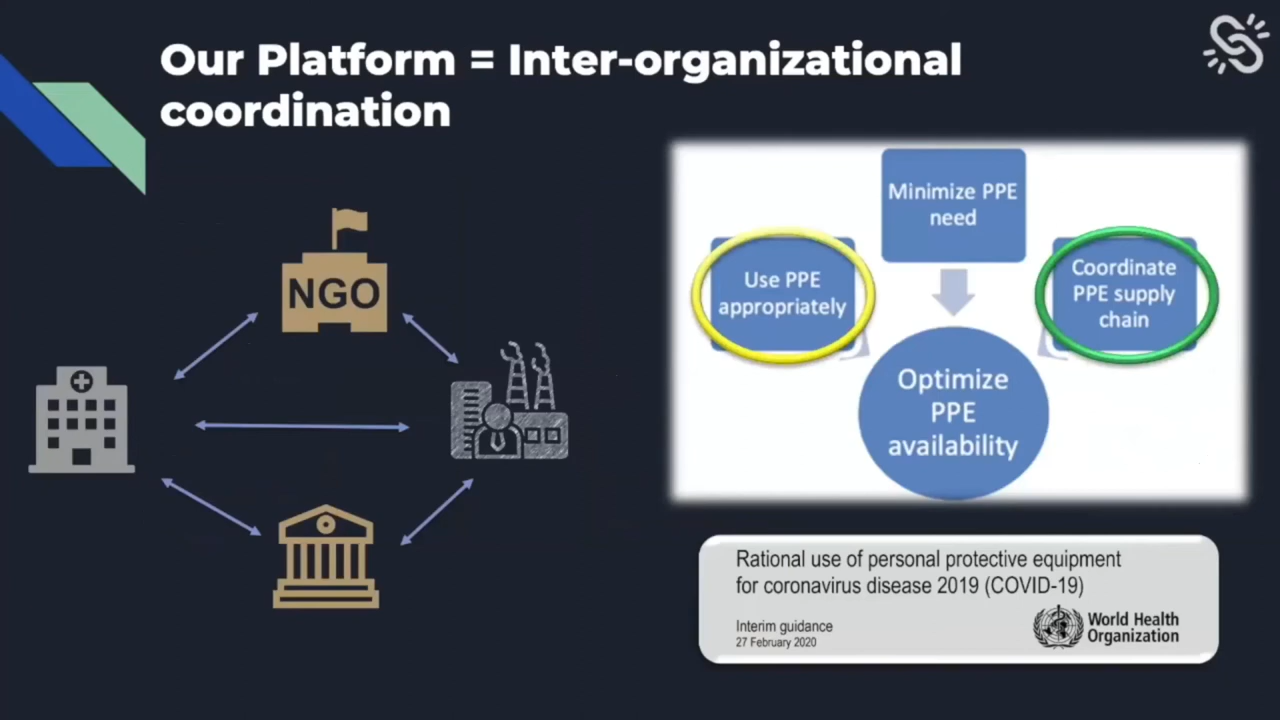 Our Platform = Inter-organizational
coordination
NGO
Minimize PPE
need
Use PPE
appropriately
Coordinate
PPE supply
chain
Optimize
PPE
availability
Rational use of personal protective equipment
for coronavirus disease 2019 (COVID-19)
Interim guidance
27 February 2020
World Health
Organization